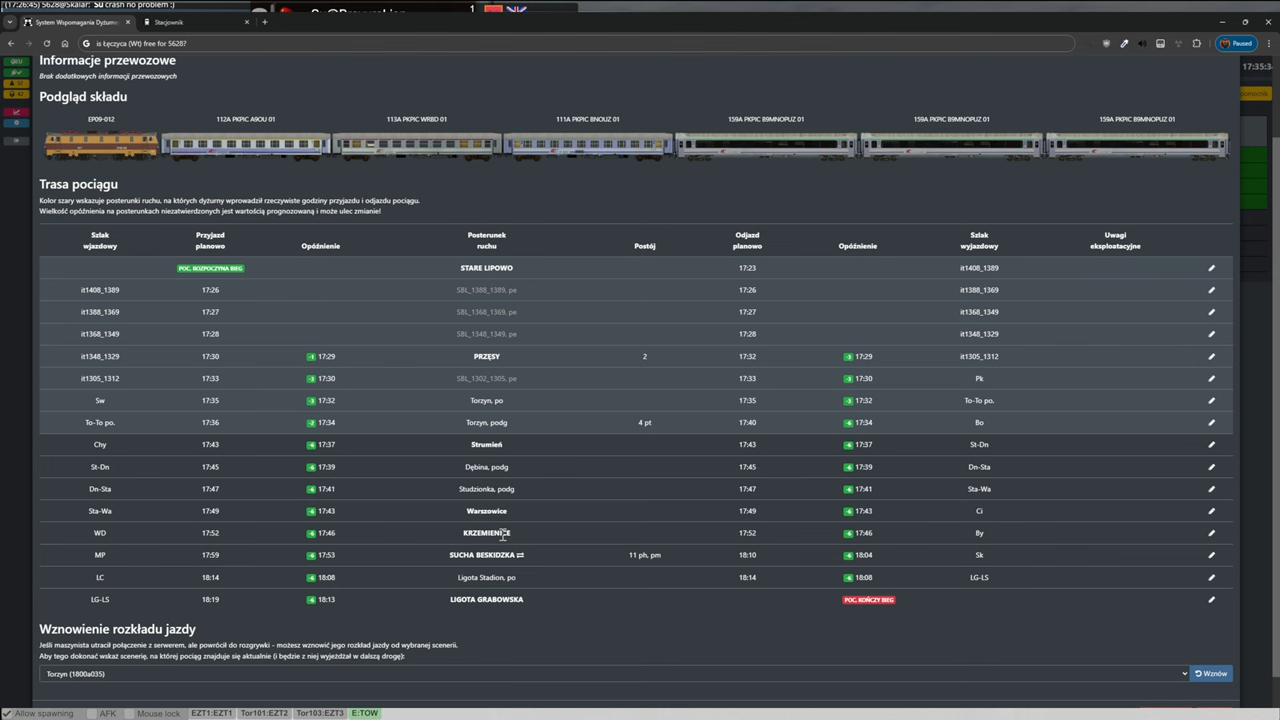 (17:26:45) 5628@Skalar: Su crash no problem :)
System Wspomagania Dyżurne
Stacjownik
is Łęczyca (Wt) free for 5628?
Paused
17:35:3
Informacje przewozowe
Brak dodatkowych informacji przewozowych
Podgląd składu
EP09-012 112A PKPIC A9OU 01 113A PKPIC WRBD 01 111A PKPIC BNOUZ 01 159A PKPIC B9MNOPUZ 01 159A PKPIC B9MNOPUZ 01 159A PKPIC B9MNOPUZ 01
Trasa pociągu
Kolor szary wskazuje posterunki ruchu, na których dyżurny wprowadził rzeczywiste godziny przyjazdu i odjazdu pociągu.
Wielkość opóźnienia na posterunkach niezatwierdzonych jest wartością prognozowaną i może ulec zmianie!
Szlak wjazdowy Przyjazd planowo Opóźnienie Posterunek ruchu Postój Odjazd planowo Opóźnienie Szlak wyjazdowy Uwagi eksploatacyjne
POC. ROZPOCZYNA BIEG STARE LIPOWO 17:23 it1408_1389
it1408_1389 17:26 SBL_1388_1389, pe 17:26 it1388_1369
it1388_1369 17:27 SBL_1368_1369, pe 17:27 it1368_1349
it1368_1349 17:28 SBL_1348_1349, pe 17:28 it1348_1329
it1348_1329 17:30 -1 17:29 PRZĘSY 2 17:32 -3 17:29 it1305_1312
it1305_1312 17:33 -3 17:30 SBL_1302_1305, pe 17:33 -3 17:30 Pk
Sw 17:35 -3 17:32 Torzyn, po 17:35 -3 17:32 To-To po.
To-To po. 17:36 -2 17:34 Torzyn, podg 4 pt 17:40 -6 17:34 Bo
Chy 17:43 -6 17:37 Strumień 17:43 -6 17:37 St-Dn
St-Dn 17:45 -6 17:39 Dębina, podg 17:45 -6 17:39 Dn-Sta
Dn-Sta 17:47 -6 17:41 Studzionka, podg 17:47 -6 17:41 Sta-Wa
Sta-Wa 17:49 -6 17:43 Warszowice 17:49 -6 17:43 Ci
WD 17:52 -6 17:46 KRZEMIENICE 17:52 -6 17:46 By
MP 17:59 -6 17:53 SUCHA BESKIDZKA ⇄ 11 ph, pm 18:10 -6 18:04 Sk
LC 18:14 -6 18:08 Ligota Stadion, po 18:14 -6 18:08 LG-LS
LG-LS 18:19 -6 18:13 LIGOTA GRABOWSKA POC. KOŃCZY BIEG
Wznowienie rozkładu jazdy
Jeśli maszynista utracił połączenie z serwerem, ale powrócił do rozgrywki - możesz wznowić jego rozkład jazdy od wybranej scenerii.
Aby tego dokonać wskaż scenerię, na której pociąg znajduje się aktualnie (i będzie z niej wyjeżdżał w dalszą drogę):
Torzyn (1800a035) Wznów
Allow spawning AFK Mouse lock EZT1:EZT1 Tor101:EZT2 Tor103:EZT3 E:TOW